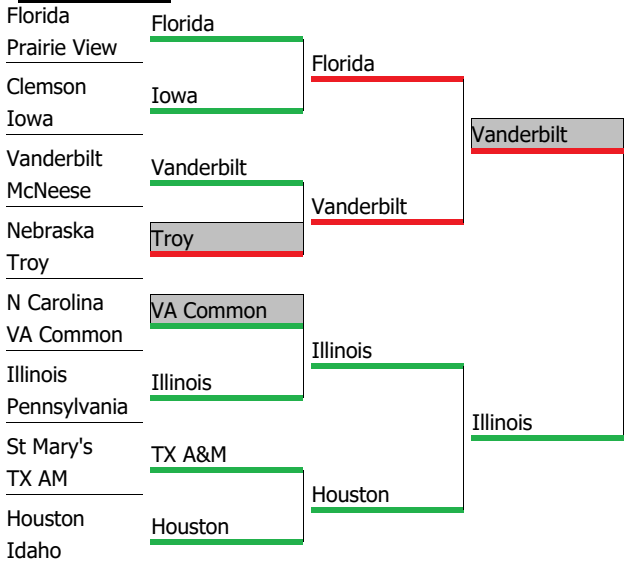 Florida
Prairie View
Clemson
Iowa
Vanderbilt
McNeese
Nebraska
Troy
N Carolina
VA Common
Illinois
Pennsylvania
St Mary's
TX AM
Houston
Idaho
Florida
Iowa
Vanderbilt
Troy
VA Common
Illinois
TX A&M
Houston
Florida
Vanderbilt
Illinois
Houston
Vanderbilt
Illinois